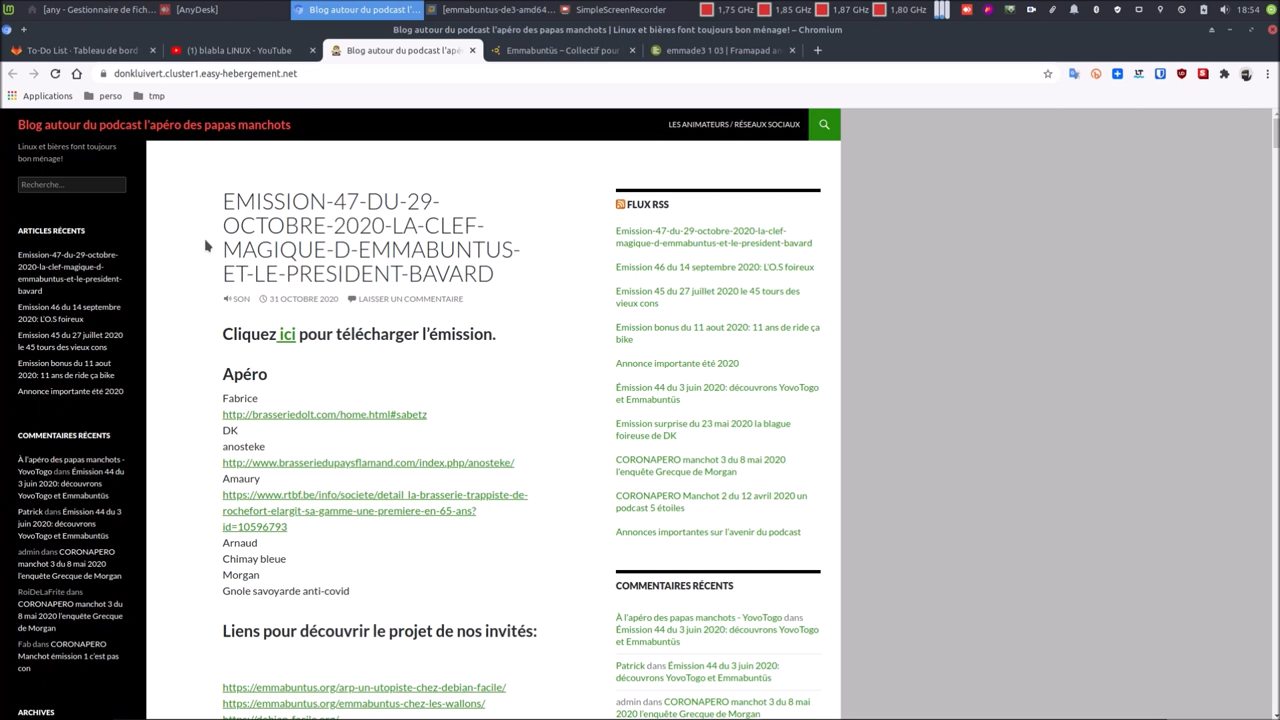 [any - Gestionnaire de fich...
[AnyDesk]
Blog autour du podcast l'...
[emmabuntus-de3-amd64...
SimpleScreenRecorder
1,75 GHz
1,85 GHz
1,87 GHz
1,80 GHz
18:54
Blog autour du podcast l'apéro des papas manchots | Linux et bières font toujours bon ménage! – Chromium
To-Do List · Tableau de bord
(1) blabla LINUX - YouTube
Blog autour du podcast l'apé
Emmabuntüs – Collectif pour
emmade3 1 03 | Framapad an
donkluivert.cluster1.easy-hebergement.net
Applications
perso
tmp
Blog autour du podcast l'apéro des papas manchots
LES ANIMATEURS / RÉSEAUX SOCIAUX
Linux et bières font toujours
bon ménage!
Recherche...
ARTICLES RÉCENTS
Emission-47-du-29-octobre-
2020-la-clef-magique-d-
emmabuntus-et-le-president-
bavard
Emission 46 du 14 septembre
2020: L'O.S foireux
Emission 45 du 27 juillet 2020
le 45 tours des vieux cons
Emission bonus du 11 aout
2020: 11 ans de ride ça bike
Annonce importante été 2020
COMMENTAIRES RÉCENTS
À l'apéro des papas manchots -
YovoTogo dans Émission 44 du
3 juin 2020: découvrons
YovoTogo et Emmabuntüs
Patrick dans Émission 44 du 3
juin 2020: découvrons
YovoTogo et Emmabuntüs
admin dans CORONAPERO
manchot 3 du 8 mai 2020
l'enquête Grecque de Morgan
RoiDeLaFrite dans
CORONAPERO manchot 3 du
8 mai 2020 l'enquête Grecque
de Morgan
Fab dans CORONAPERO
Manchot émission 1 c'est pas
con
ARCHIVES
EMISSION-47-DU-29-
OCTOBRE-2020-LA-CLEF-
MAGIQUE-D-EMMABUNTUS-
ET-LE-PRESIDENT-BAVARD
SON
31 OCTOBRE 2020
LAISSER UN COMMENTAIRE
Cliquez ici pour télécharger l'émission.
Apéro
Fabrice
http://brasseriedolt.com/home.html#sabetz
DK
anosteke
http://www.brasseriedupaysflamand.com/index.php/anosteke/
Amaury
https://www.rtbf.be/info/societe/detail_la-brasserie-trappiste-de-
rochefort-elargit-sa-gamme-une-premiere-en-65-ans?
id=10596793
Arnaud
Chimay bleue
Morgan
Gnole savoyarde anti-covid
Liens pour découvrir le projet de nos invités:
https://emmabuntus.org/arp-un-utopiste-chez-debian-facile/
https://emmabuntus.org/emmabuntus-chez-les-wallons/
https://debian-facile.org/
FLUX RSS
Emission-47-du-29-octobre-2020-la-clef-
magique-d-emmabuntus-et-le-president-bavard
Emission 46 du 14 septembre 2020: L'O.S foireux
Emission 45 du 27 juillet 2020 le 45 tours des
vieux cons
Emission bonus du 11 aout 2020: 11 ans de ride ça
bike
Annonce importante été 2020
Émission 44 du 3 juin 2020: découvrons YovoTogo
et Emmabuntüs
Emission surprise du 23 mai 2020 la blague
foireuse de DK
CORONAPERO manchot 3 du 8 mai 2020
l'enquête Grecque de Morgan
CORONAPERO Manchot 2 du 12 avril 2020 un
podcast 5 étoiles
Annonces importantes sur l'avenir du podcast
COMMENTAIRES RÉCENTS
À l'apéro des papas manchots - YovoTogo dans
Émission 44 du 3 juin 2020: découvrons YovoTogo
et Emmabuntüs
Patrick dans Émission 44 du 3 juin 2020:
découvrons YovoTogo et Emmabuntüs
admin dans CORONAPERO manchot 3 du 8 mai
2020 l'enquête Grecque de Morgan